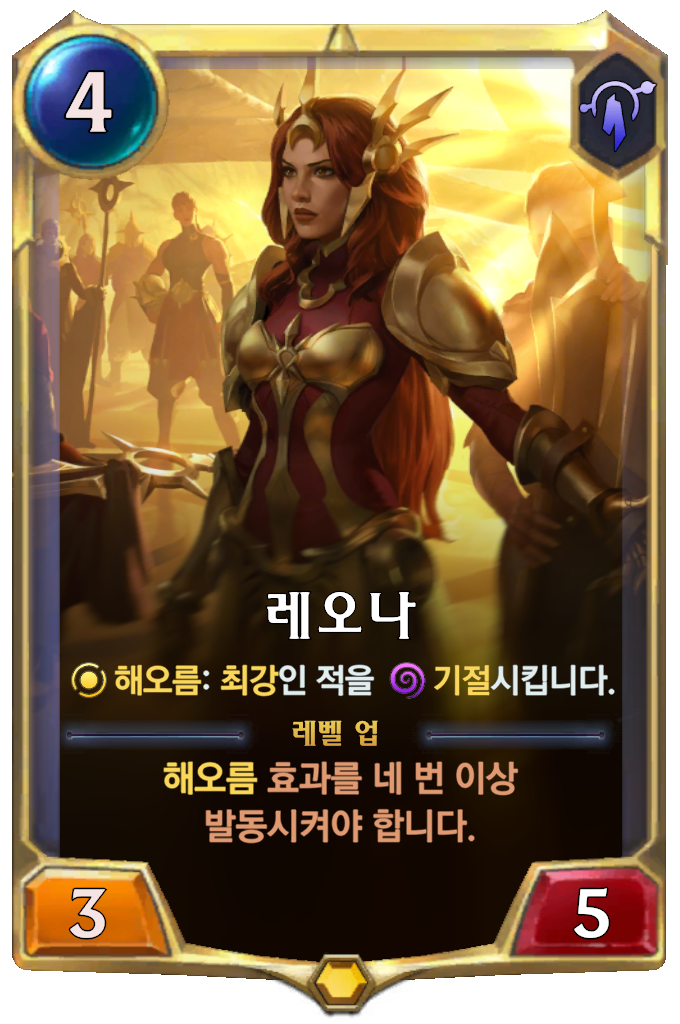 4
레오나
해오름: 최강인 적을 기절시킵니다.
레벨 업
해오름 효과를 네 번 이상
발동시켜야 합니다.
3
5